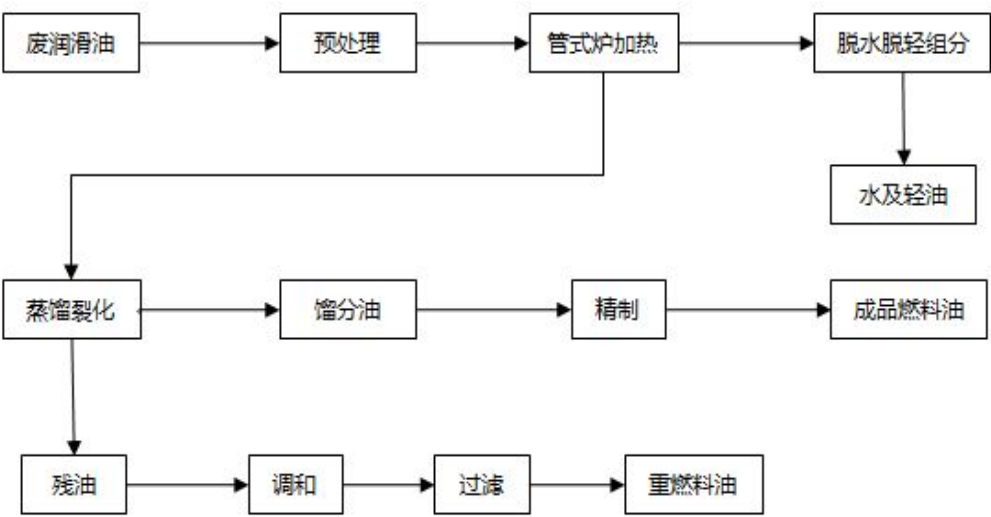 废润滑油
预处理
管式炉加热
脱水脱轻组分
水及轻油
蒸馏裂化
馏分油
精制
成品燃料油
残油
调和
过滤
重燃料油